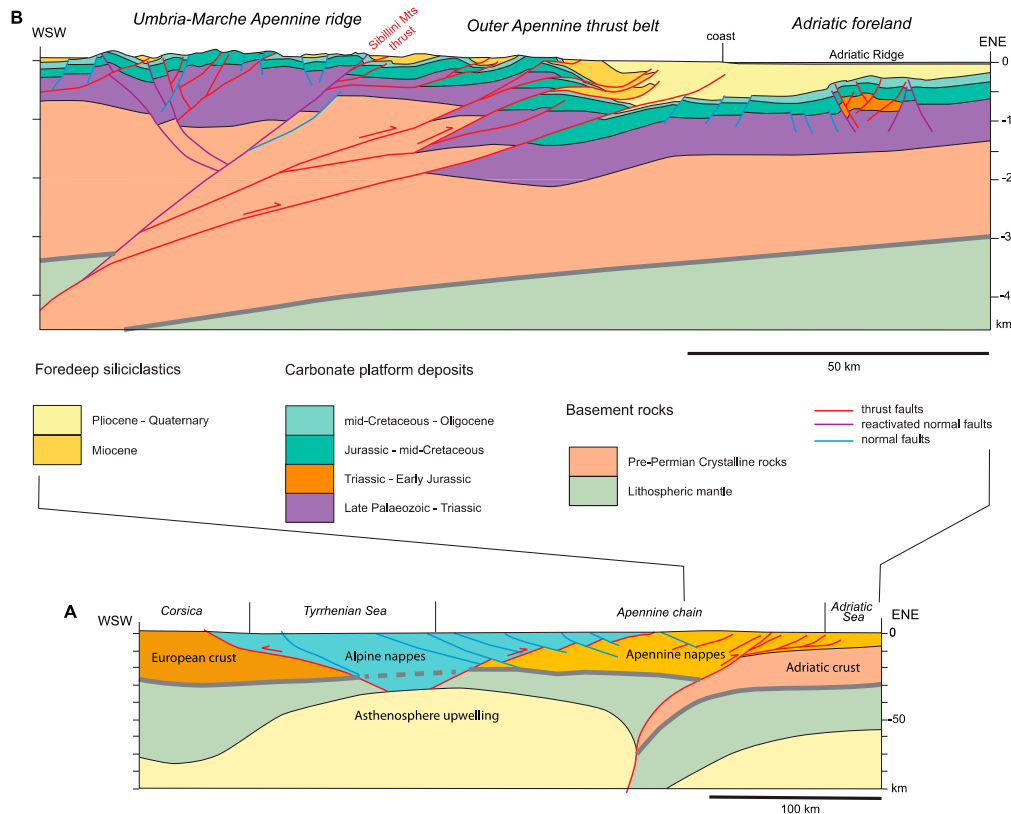 B
WSW
Umbria-Marche Apennine ridge
Sibillini Mts
thrust
Outer Apennine thrust belt
coast
Adriatic foreland
Adriatic Ridge
ENE
0
-1
-2
-3
-4
km
50 km
Foredeep siliciclastics
Pliocene - Quaternary
Miocene
Carbonate platform deposits
mid-Cretaceous - Oligocene
Jurassic - mid-Cretaceous
Triassic - Early Jurassic
Late Palaeozoic - Triassic
Basement rocks
Pre-Permian Crystalline rocks
Lithospheric mantle
thrust faults
reactivated normal faults
normal faults
A
WSW
Corsica
Tyrrhenian Sea
Apennine chain
Adriatic
Sea
ENE
European crust
Alpine nappes
Apennine nappes
Adriatic crust
Asthenosphere upwelling
0
-50
km
100 km